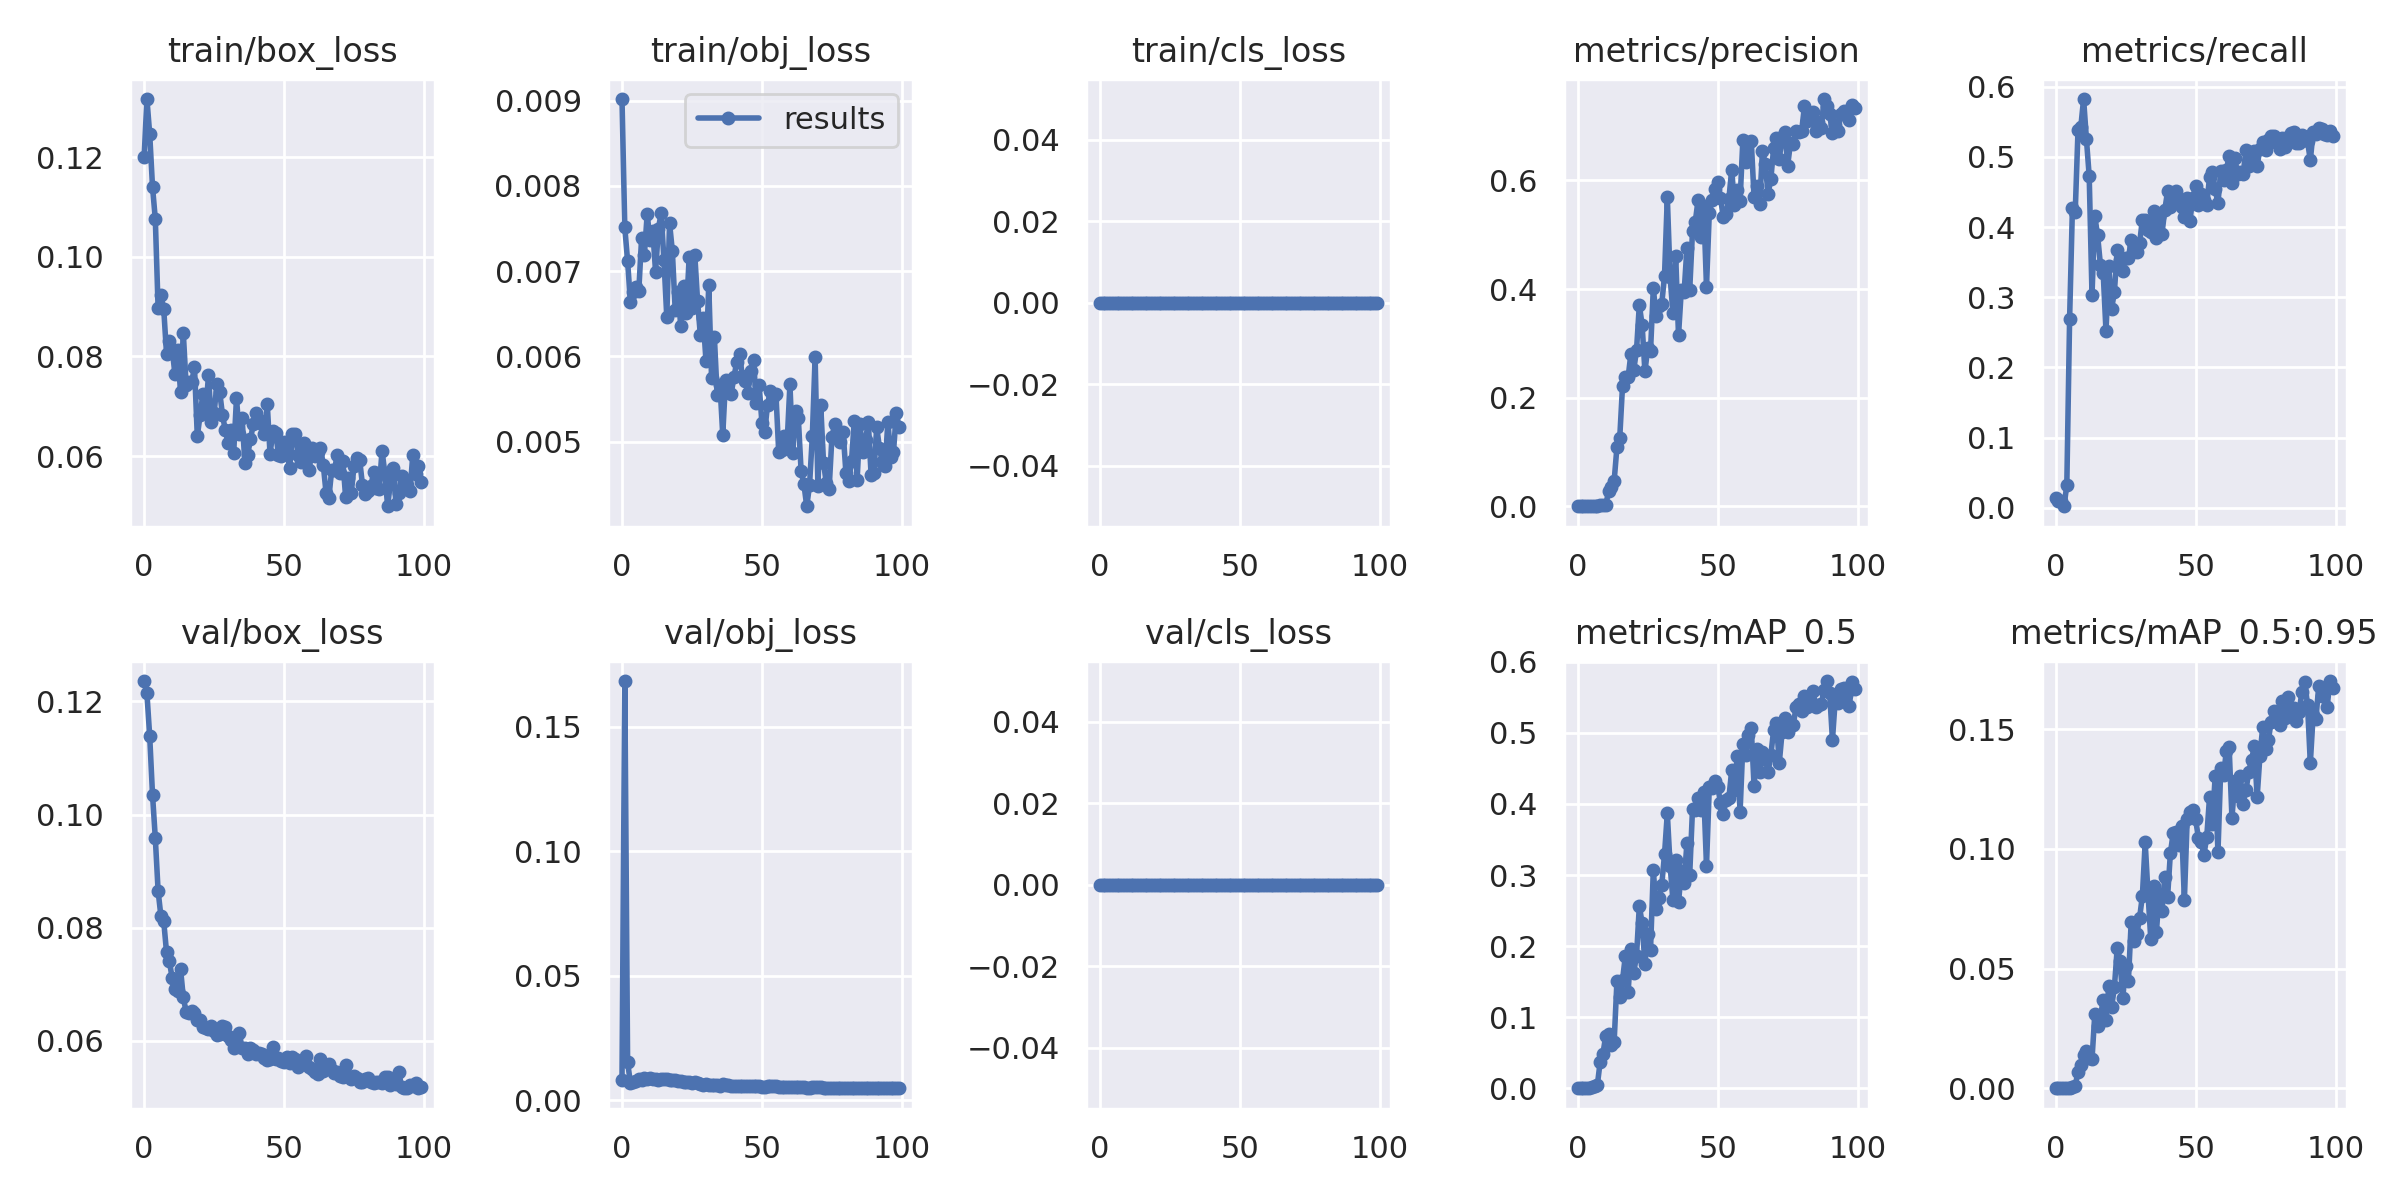 train/box_loss
0.12
0.10
0.08
0.06
0 50 100
train/obj_loss
results
0.009
0.008
0.007
0.006
0.005
0 50 100
train/cls_loss
0.04
0.02
0.00
−0.02
−0.04
0 50 100
metrics/precision
0.6
0.4
0.2
0.0
0 50 100
metrics/recall
0.6
0.5
0.4
0.3
0.2
0.1
0.0
0 50 100
val/box_loss
0.12
0.10
0.08
0.06
0 50 100
val/obj_loss
0.15
0.10
0.05
0.00
0 50 100
val/cls_loss
0.04
0.02
0.00
−0.02
−0.04
0 50 100
metrics/mAP_0.5
0.6
0.5
0.4
0.3
0.2
0.1
0.0
0 50 100
metrics/mAP_0.5:0.95
0.15
0.10
0.05
0.00
0 50 100